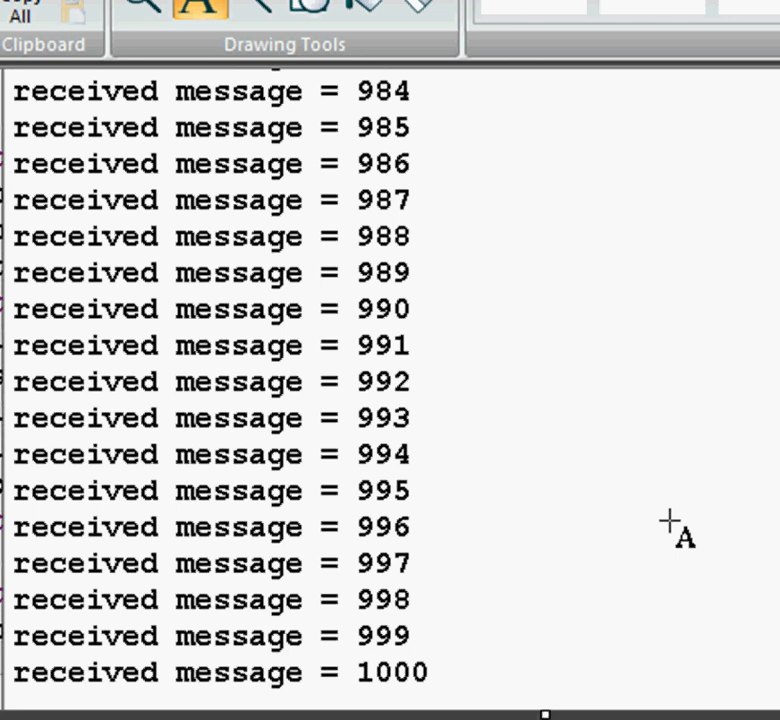 All
Clipboard
Drawing Tools
received message = 984
received message = 985
received message = 986
received message = 987
received message = 988
received message = 989
received message = 990
received message = 991
received message = 992
received message = 993
received message = 994
received message = 995
received message = 996
received message = 997
received message = 998
received message = 999
received message = 1000
A